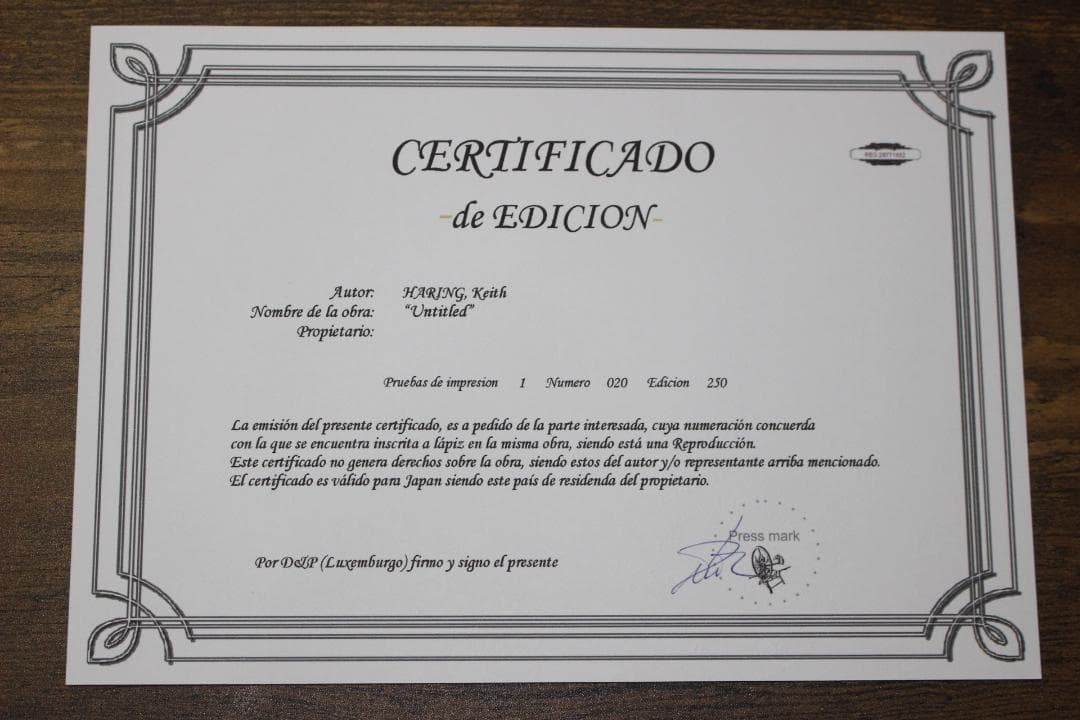 CERTIFICADO
-de EDICION-
Autor: HARING, Keith
Nombre de la obra: "Untitled"
Propietario:
Pruebas de impresion 1 Numero 020 Edicion 250
La emisión del presente certificado, es a pedido de la parte interesada, cuya numeración concuerda
con la que se encuentra inscrita a lápiz en la misma obra, siendo está una Reproducción.
Este certificado no genera derechos sobre la obra, siendo estos del autor y/o representante arriba mencionado.
El certificado es válido para Japan siendo este país de residenda del propietario.
Press mark
Por D&P (Luxemburgo) firmo y signo el presente